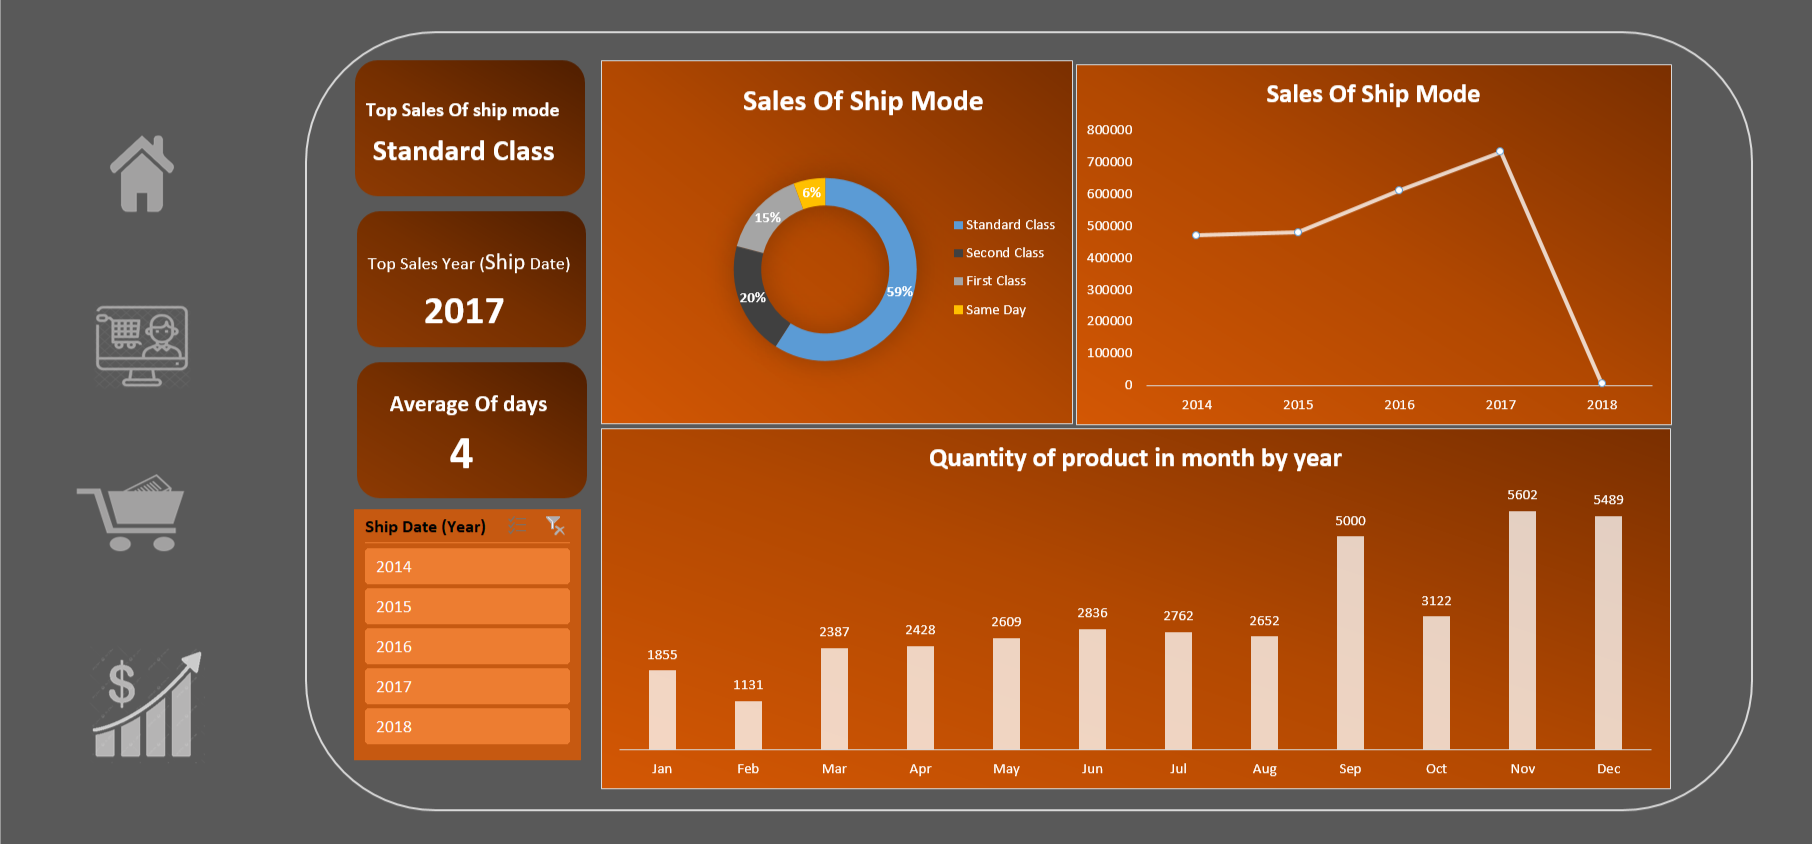 Top Sales Of ship mode
Standard Class
Top Sales Year (Ship Date)
2017
Average Of days
4
Ship Date (Year)
2014
2015
2016
2017
2018
Sales Of Ship Mode
6%
15%
20%
59%
Standard Class
Second Class
First Class
Same Day
Sales Of Ship Mode
800000
700000
600000
500000
400000
300000
200000
100000
0
2014 2015 2016 2017 2018
Quantity of product in month by year
1855 1131 2387 2428 2609 2836 2762 2652 5000 3122 5602 5489
Jan Feb Mar Apr May Jun Jul Aug Sep Oct Nov Dec
$